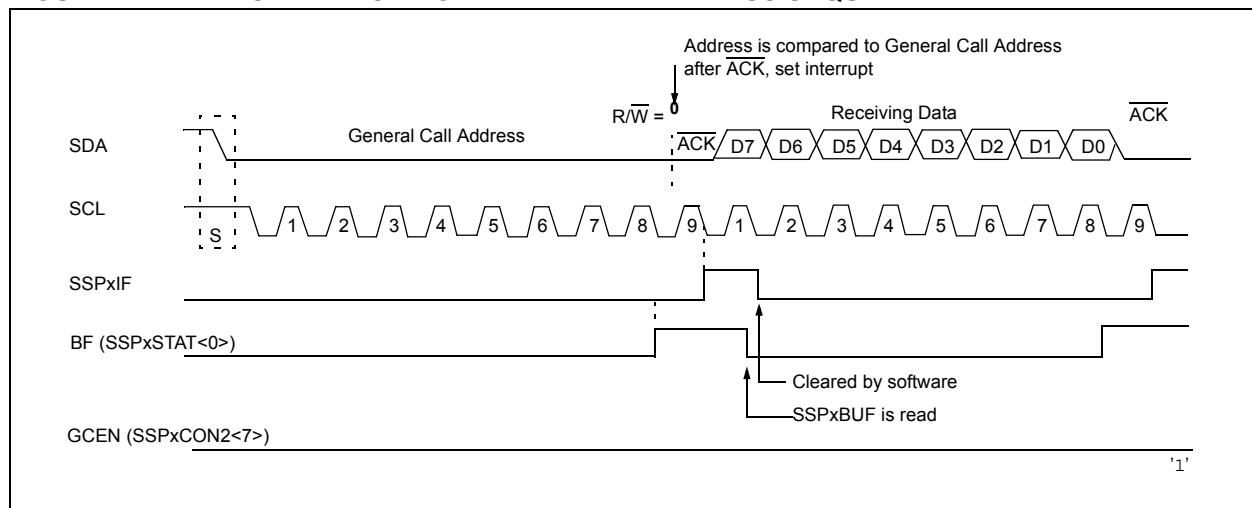 Address is compared to General Call Address
after ACK, set interrupt
R/W = 0
General Call Address
Receiving Data
ACK
SDA
ACK D7 D6 D5 D4 D3 D2 D1 D0
SCL
S
1 2 3 4 5 6 7 8 9 1 2 3 4 5 6 7 8 9
SSPxIF
BF (SSPxSTAT<0>)
Cleared by software
SSPxBUF is read
GCEN (SSPxCON2<7>)
'1'